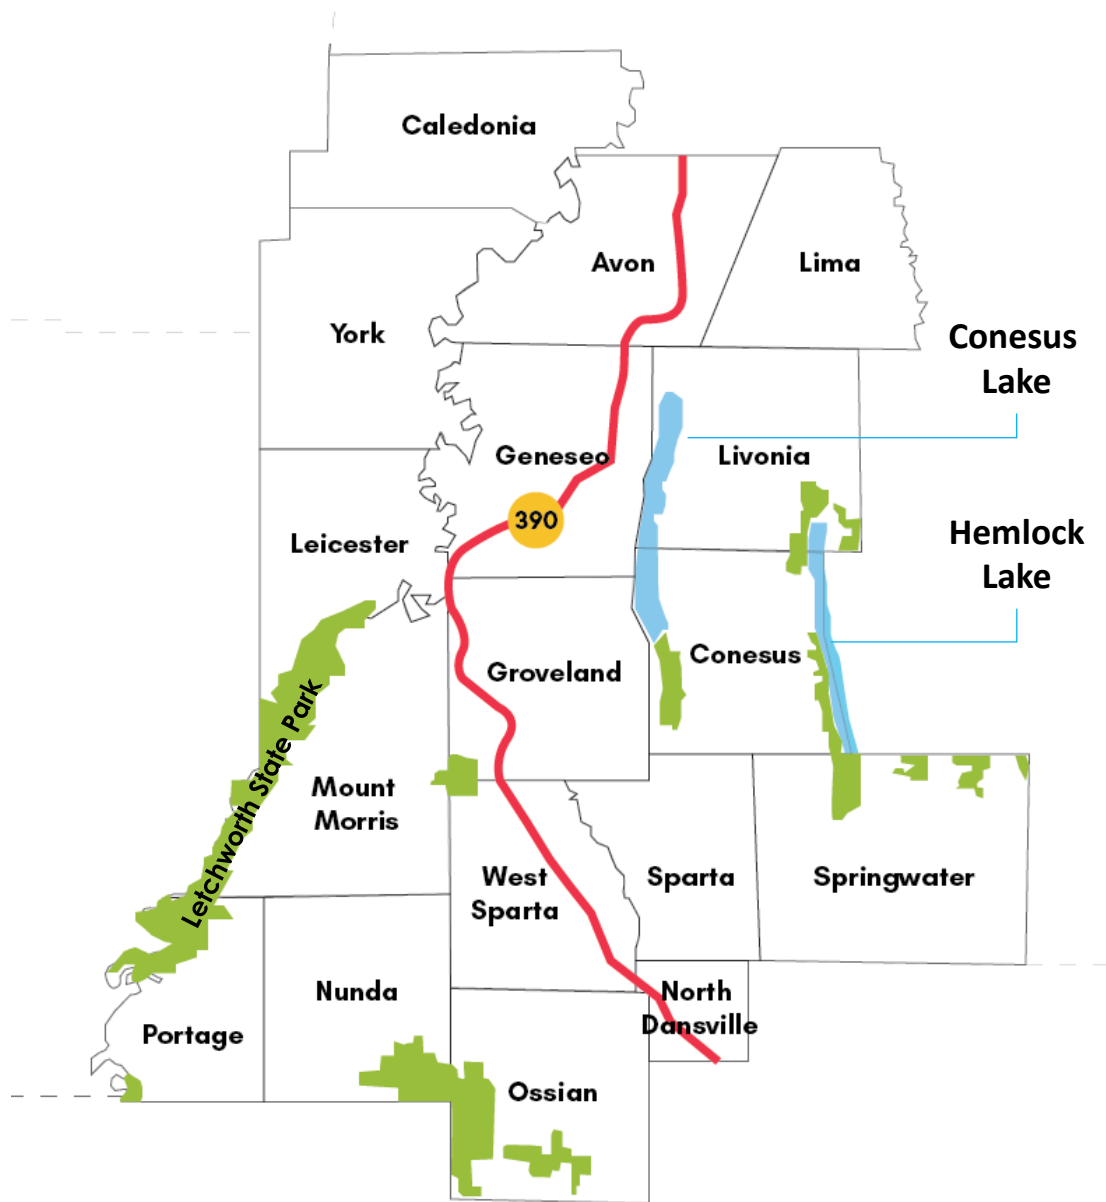 Caledonia
Avon
Lima
York
Conesus
Lake
Geneseo
Livonia
390
Leicester
Hemlock
Lake
Conesus
Groveland
Letchworth State Park
Mount
Morris
West
Sparta
Sparta
Springwater
Nunda
North
Dansville
Portage
Ossian